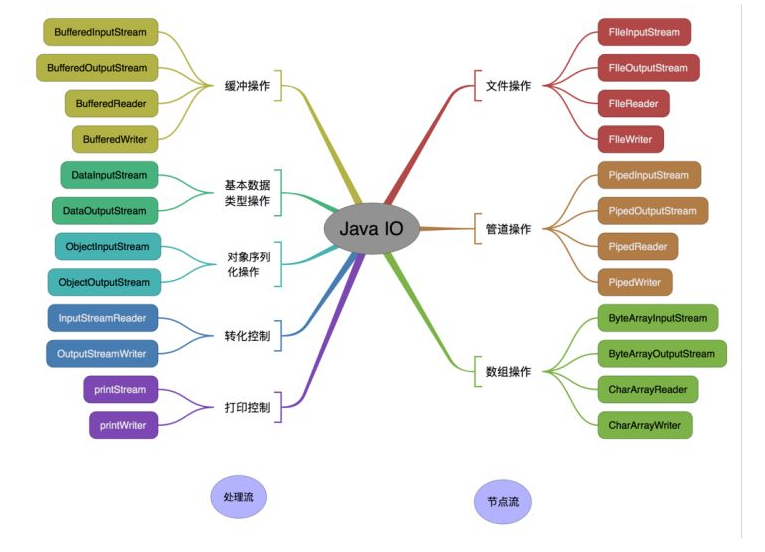 BufferedInputStream
BufferedOutputStream
BufferedReader
BufferedWriter
缓冲操作
DataInputStream
DataOutputStream
基本数据
类型操作
ObjectInputStream
ObjectOutputStream
对象序列
化操作
InputStreamReader
OutputStreamWriter
转化控制
printStream
printWriter
打印控制
Java IO
文件操作
FIleInputStream
FIleOutputStream
FIleReader
FIleWriter
管道操作
PipedInputStream
PipedOutputStream
PipedReader
PipedWriter
数组操作
ByteArrayInputStream
ByteArrayOutputStream
CharArrayReader
CharArrayWriter
处理流
节点流